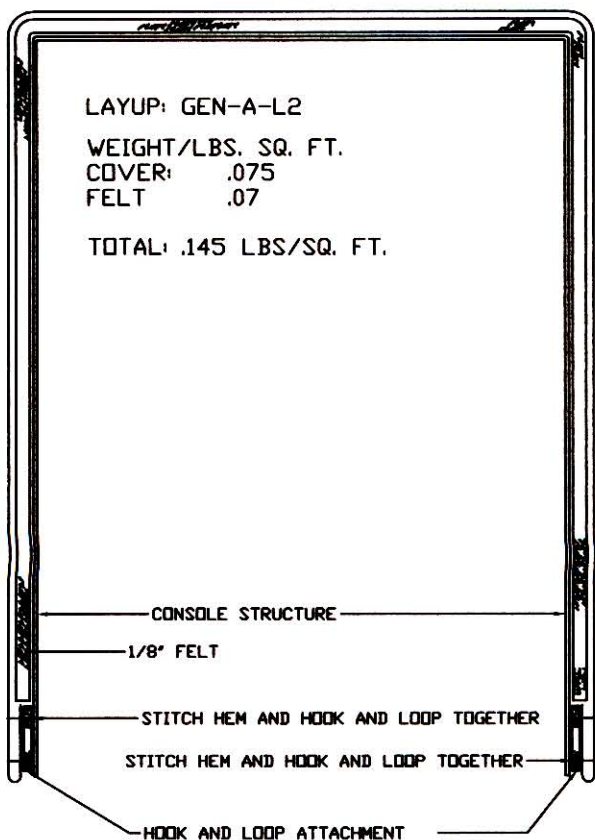 LAYUP: GEN-A-L2
WEIGHT/LBS. SQ. FT.
COVER: .075
FELT .07
TOTAL: .145 LBS/SQ. FT.
CONSOLE STRUCTURE
1/8" FELT
STITCH HEM AND HOOK AND LOOP TOGETHER
STITCH HEM AND HOOK AND LOOP TOGETHER
HOOK AND LOOP ATTACHMENT